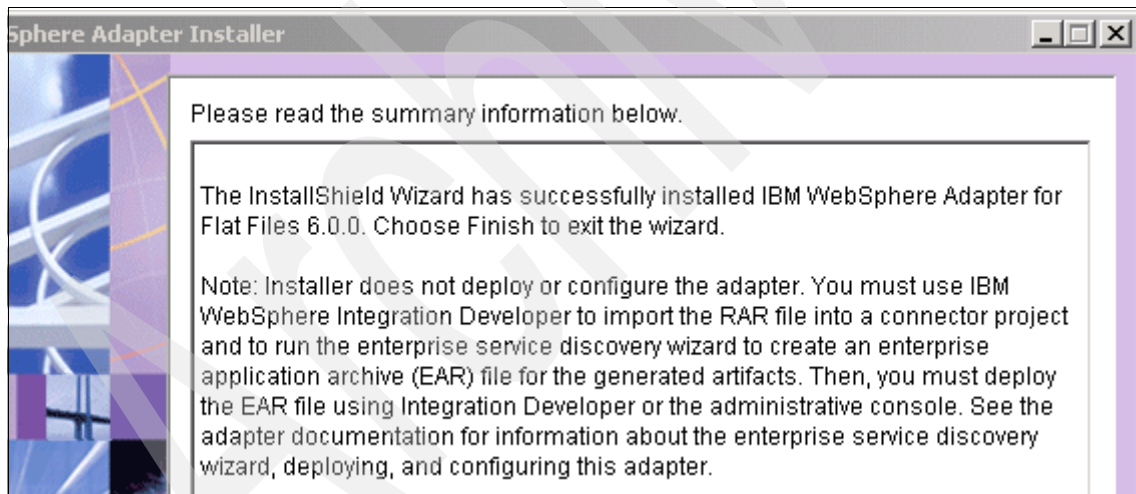 Sphere Adapter Installer
Please read the summary information below.
The InstallShield Wizard has successfully installed IBM WebSphere Adapter for
Flat Files 6.0.0. Choose Finish to exit the wizard.
Note: Installer does not deploy or configure the adapter. You must use IBM
WebSphere Integration Developer to import the RAR file into a connector project
and to run the enterprise service discovery wizard to create an enterprise
application archive (EAR) file for the generated artifacts. Then, you must deploy
the EAR file using Integration Developer or the administrative console. See the
adapter documentation for information about the enterprise service discovery
wizard, deploying, and configuring this adapter.